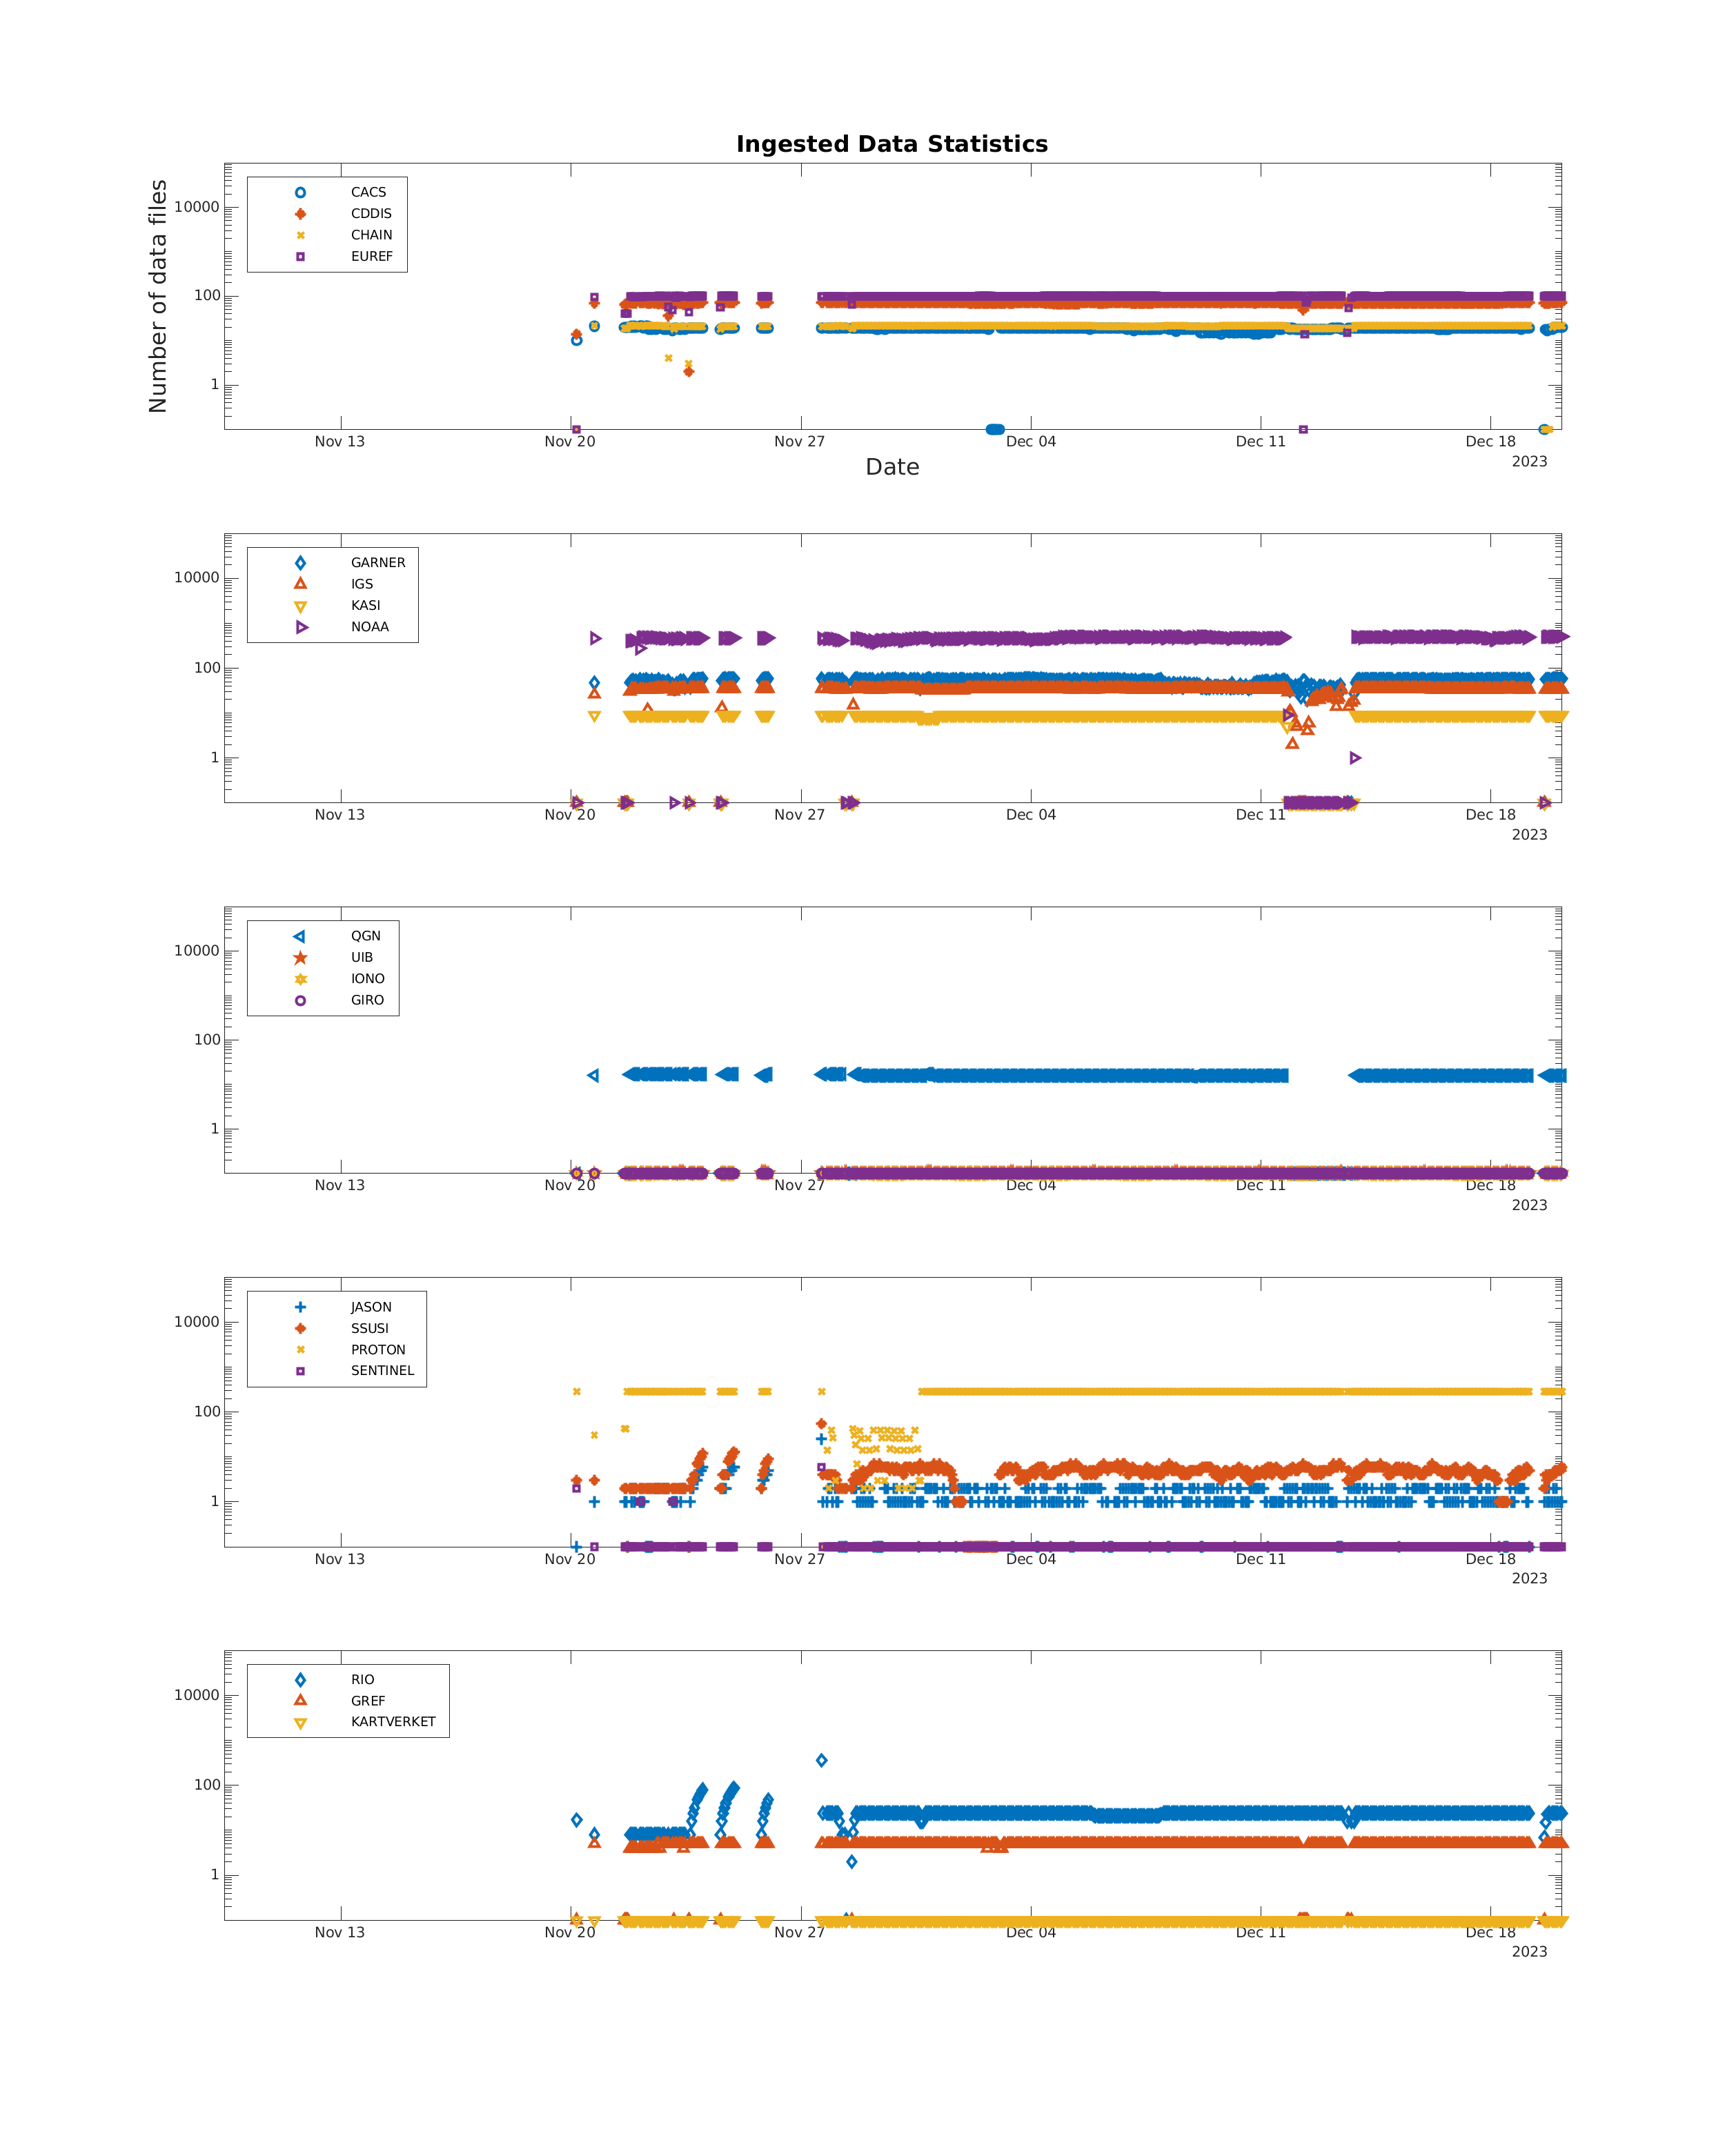 Ingested Data Statistics
Number of data files
10000
100
1
CACS
CDDIS
CHAIN
EUREF
Nov 13
Nov 20
Nov 27
Dec 04
Dec 11
Dec 18
2023
Date
10000
100
1
GARNER
IGS
KASI
NOAA
Nov 13
Nov 20
Nov 27
Dec 04
Dec 11
Dec 18
2023
10000
100
1
QGN
UIB
IONO
GIRO
Nov 13
Nov 20
Nov 27
Dec 04
Dec 11
Dec 18
2023
10000
100
1
JASON
SSUSI
PROTON
SENTINEL
Nov 13
Nov 20
Nov 27
Dec 04
Dec 11
Dec 18
2023
10000
100
1
RIO
GREF
KARTVERKET
Nov 13
Nov 20
Nov 27
Dec 04
Dec 11
Dec 18
2023